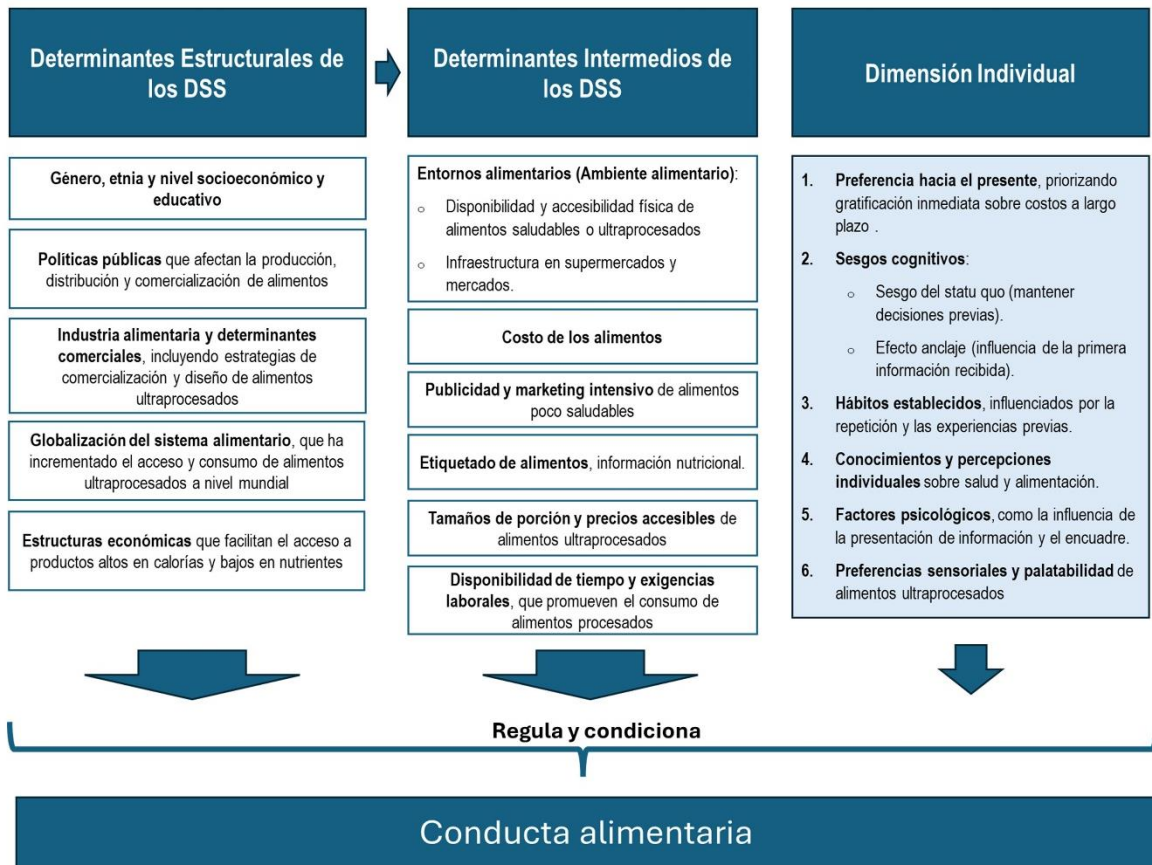 Determinantes Estructurales de
los DSS
Género, etnia y nivel socioeconómico y
educativo
Políticas públicas que afectan la producción,
distribución y comercialización de alimentos
Industria alimentaria y determinantes
comerciales, incluyendo estrategias de
comercialización y diseño de alimentos
ultraprocesados
Globalización del sistema alimentario, que ha
incrementado el acceso y consumo de alimentos
ultraprocesados a nivel mundial
Estructuras económicas que facilitan el acceso a
productos altos en calorías y bajos en nutrientes
Determinantes Intermedios de
los DSS
Entornos alimentarios (Ambiente alimentario):
o Disponibilidad y accesibilidad física de
alimentos saludables o ultraprocesados
o Infraestructura en supermercados y
mercados.
Costo de los alimentos
Publicidad y marketing intensivo de alimentos
poco saludables
Etiquetado de alimentos, información nutricional.
Tamaños de porción y precios accesibles de
alimentos ultraprocesados
Disponibilidad de tiempo y exigencias
laborales, que promueven el consumo de
alimentos procesados
Dimensión Individual
1. Preferencia hacia el presente, priorizando
gratificación inmediata sobre costos a largo
plazo .
2. Sesgos cognitivos:
o Sesgo del statu quo (mantener
decisiones previas).
o Efecto anclaje (influencia de la primera
información recibida).
3. Hábitos establecidos, influenciados por la
repetición y las experiencias previas.
4. Conocimientos y percepciones
individuales sobre salud y alimentación.
5. Factores psicológicos, como la influencia de
la presentación de información y el encuadre.
6. Preferencias sensoriales y palatabilidad de
alimentos ultraprocesados
Regula y condiciona
Conducta alimentaria